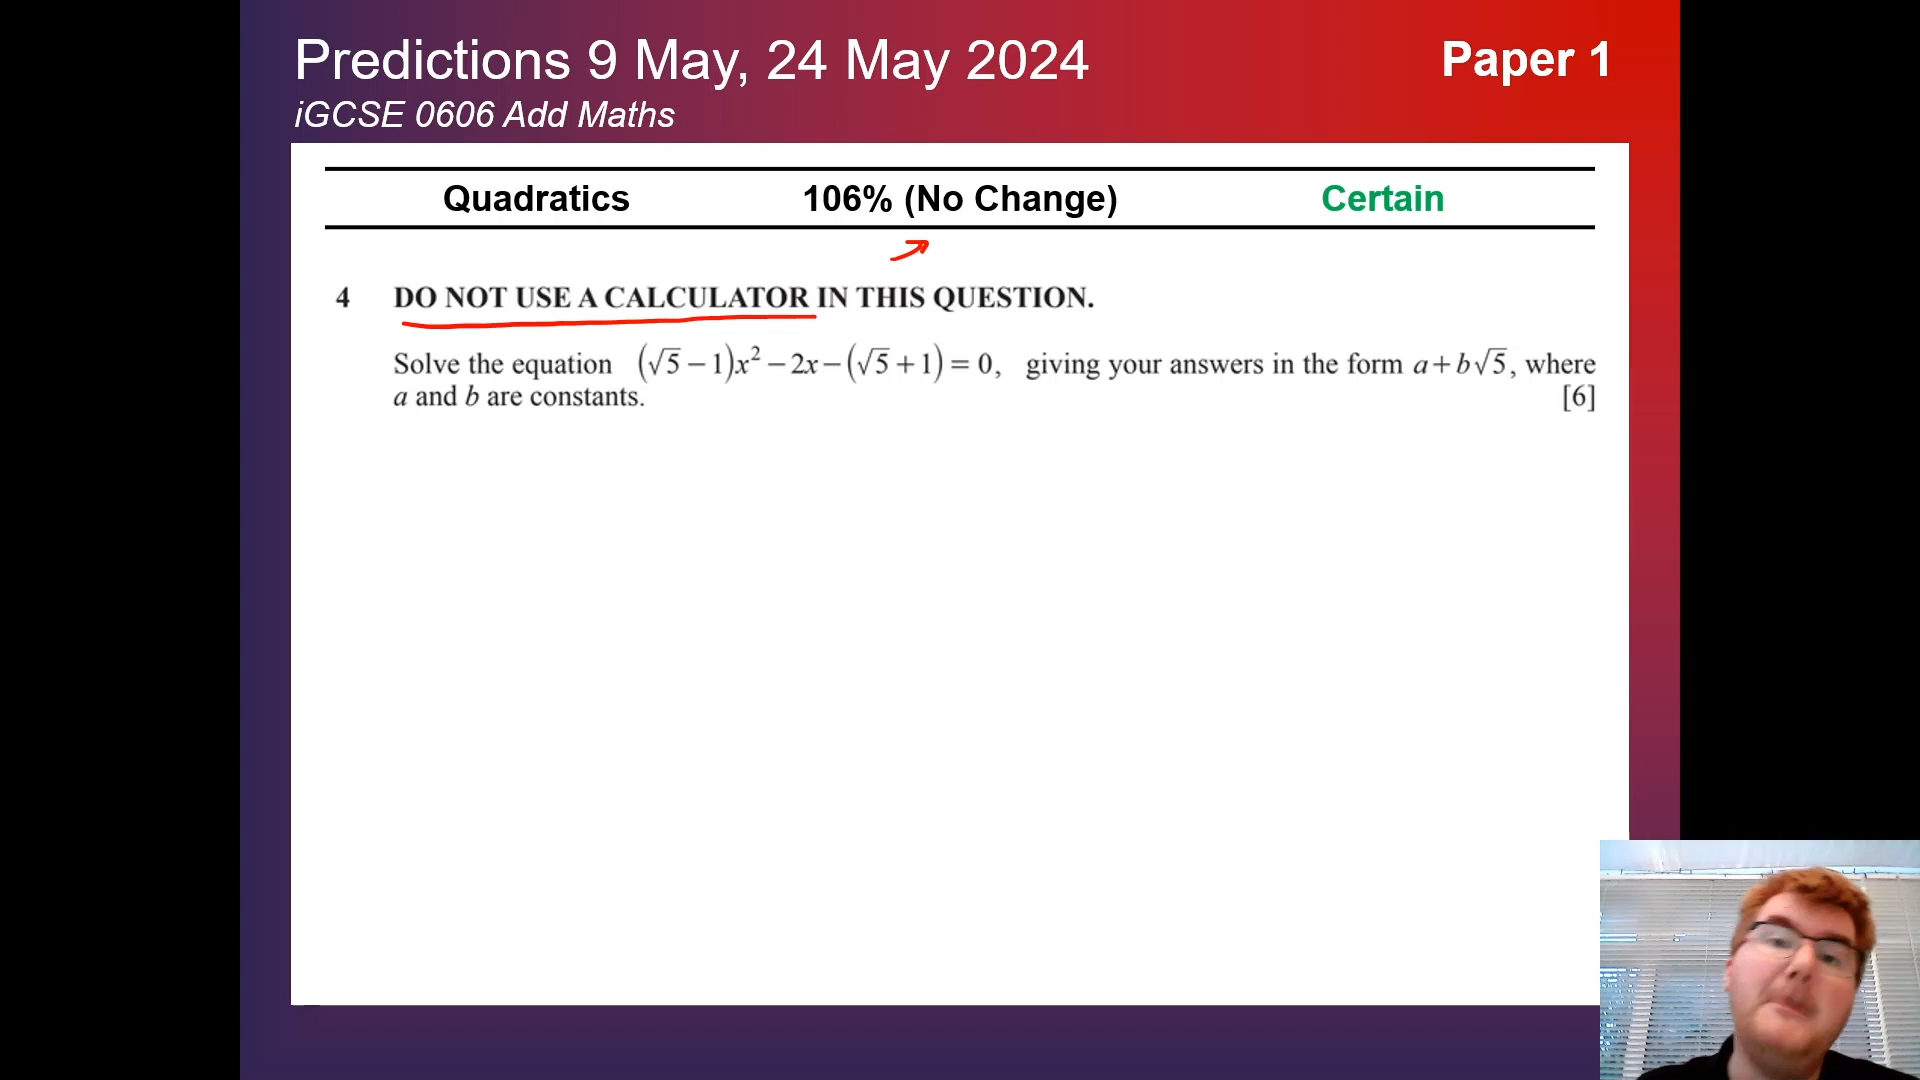 Predictions 9 May, 24 May 2024
Paper 1
iGCSE 0606 Add Maths
Quadratics 106% (No Change) Certain
4 DO NOT USE A CALCULATOR IN THIS QUESTION.
Solve the equation (√5 − 1)x² − 2x − (√5 + 1) = 0, giving your answers in the form a + b√5, where
a and b are constants. [6]